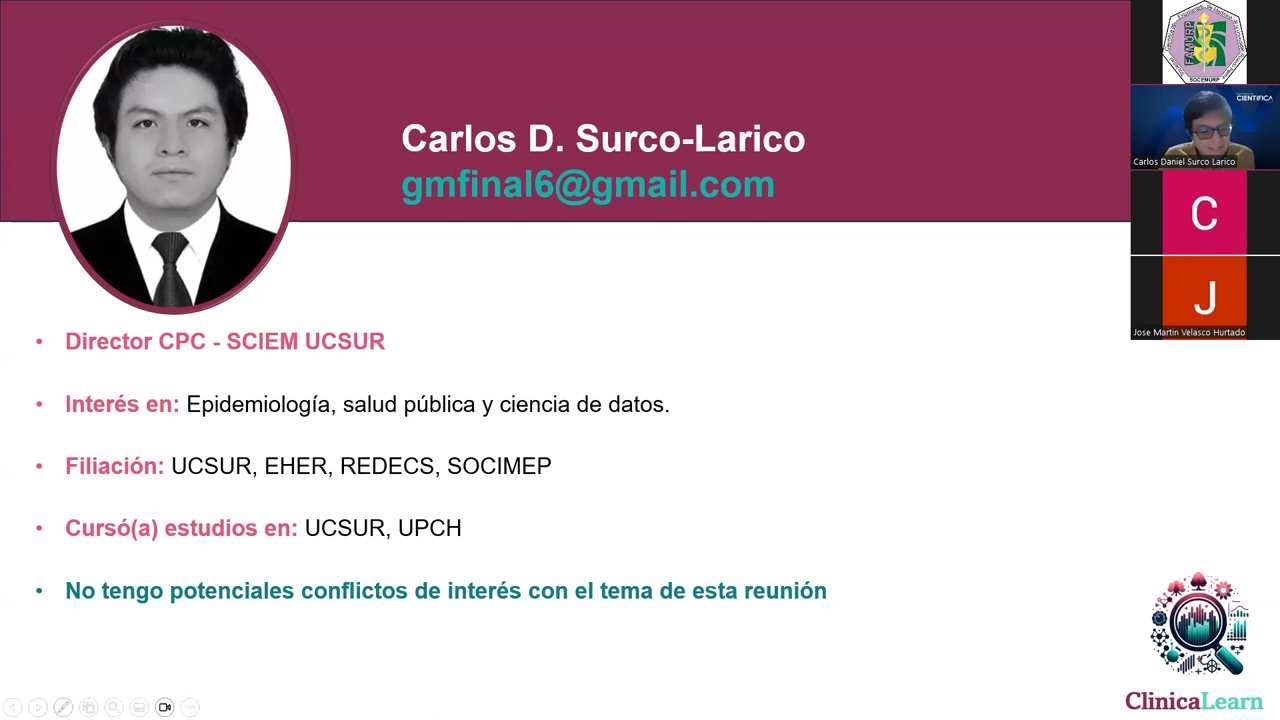 Carlos D. Surco-Larico
gmfinal6@gmail.com
• Director CPC - SCIEM UCSUR
• Interés en: Epidemiología, salud pública y ciencia de datos.
• Filiación: UCSUR, EHER, REDECS, SOCIMEP
• Cursó(a) estudios en: UCSUR, UPCH
• No tengo potenciales conflictos de interés con el tema de esta reunión
FAMURP
SOCEMURP
CIENTÍFICA
Carlos Daniel Surco Larico
C
J
Jose Martin Velasco Hurtado
ClinicaLearn